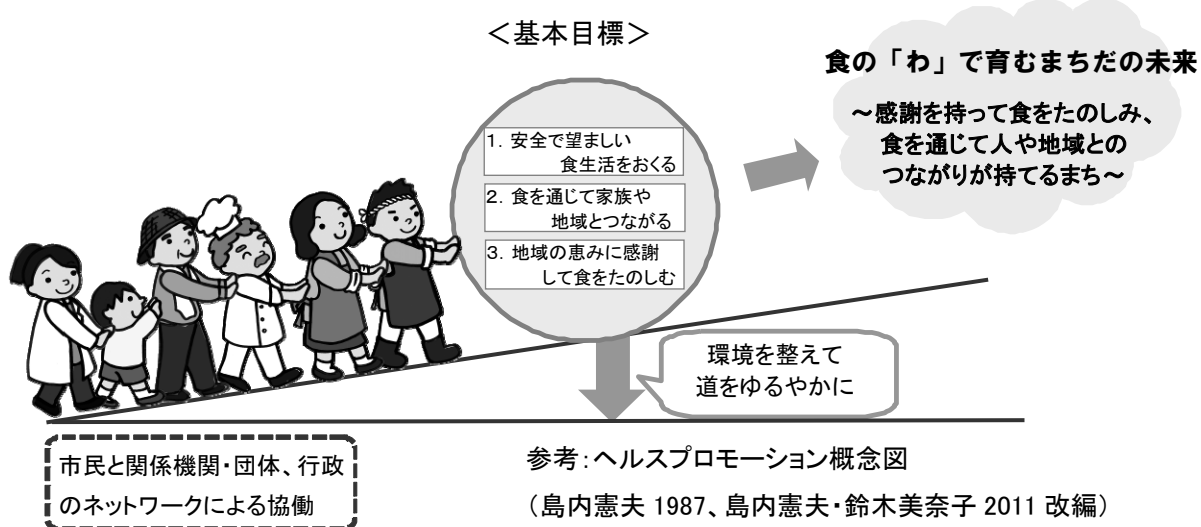 ＜基本目標＞
食の「わ」で育むまちだの未来
～感謝を持って食をたのしみ、
食を通じて人や地域との
つながりが持てるまち～
1．安全で望ましい
食生活をおくる
2．食を通じて家族や
地域とつながる
3．地域の恵みに感謝
して食をたのしむ
環境を整えて
道をゆるやかに
市民と関係機関・団体、行政
のネットワークによる協働
参考：ヘルスプロモーション概念図
（島内憲夫 1987、島内憲夫・鈴木美奈子 2011 改編）